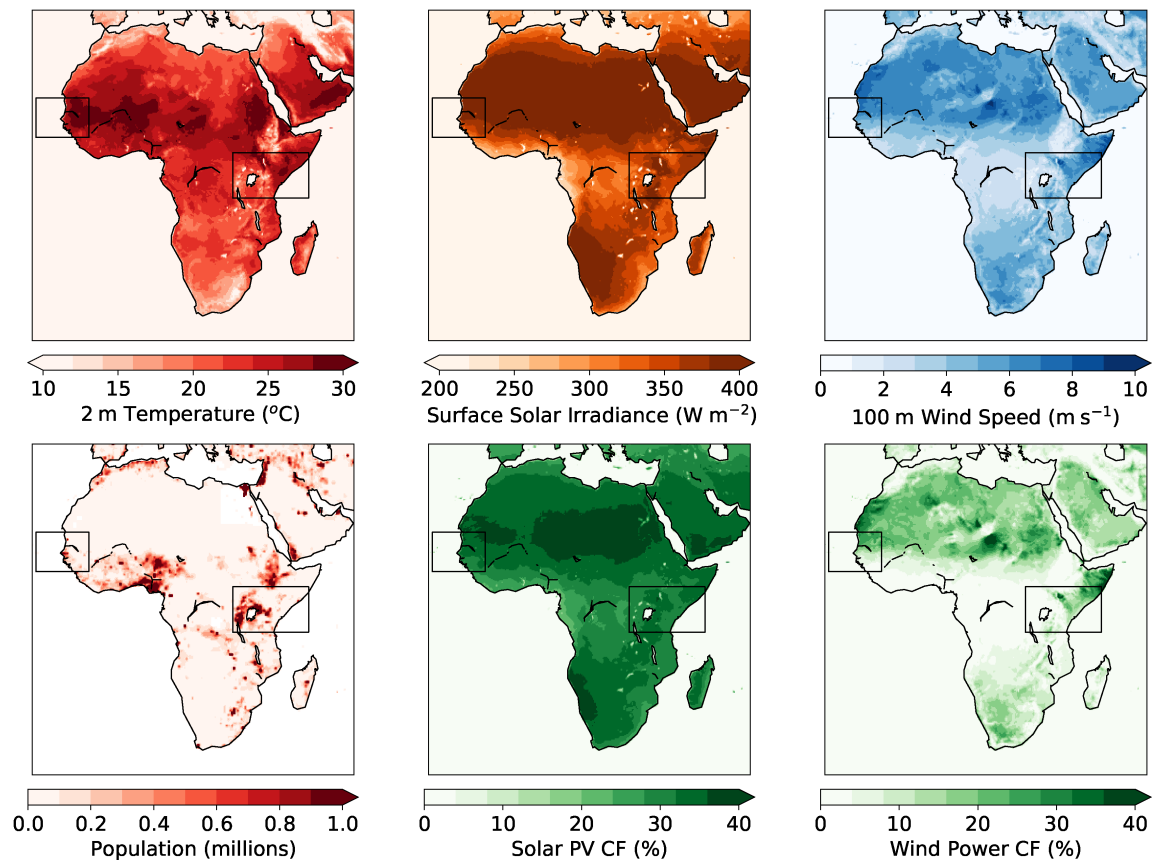 10 15 20 25 30
2 m Temperature (°C)
200 250 300 350 400
Surface Solar Irradiance (W m⁻²)
0 2 4 6 8 10
100 m Wind Speed (m s⁻¹)
0.0 0.2 0.4 0.6 0.8 1.0
Population (millions)
0 10 20 30 40
Solar PV CF (%)
0 10 20 30 40
Wind Power CF (%)